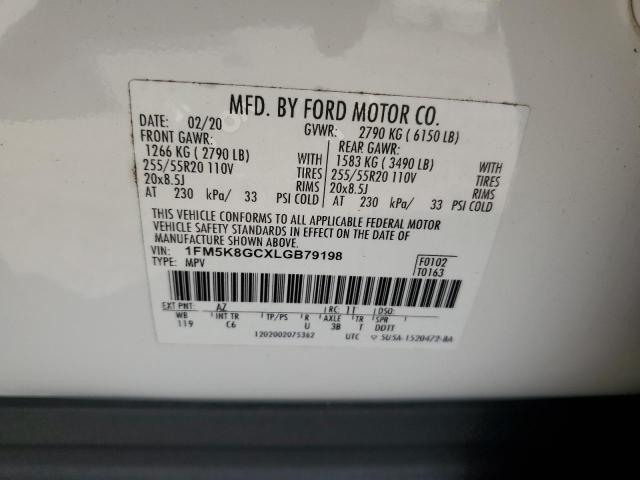 MFD. BY FORD MOTOR CO.
DATE: 02/20 GVWR: 2790 KG ( 6150 LB)
FRONT GAWR: REAR GAWR:
1266 KG ( 2790 LB) WITH 1583 KG ( 3490 LB) WITH
255/55R20 110V TIRES 255/55R20 110V TIRES
20x8.5J RIMS 20x8.5J RIMS
AT 230 kPa/ 33 PSI COLD AT 230 kPa/ 33 PSI COLD
THIS VEHICLE CONFORMS TO ALL APPLICABLE FEDERAL MOTOR
VEHICLE SAFETY STANDARDS IN EFFECT ON THE DATE OF
MANUFACTURE SHOWN ABOVE.
VIN: 1FM5K8GCXLGB79198 F0102
TYPE: MPV T0163
EXT PNT: AZ RC: 11 DSO:
WB INT TR TP/PS R AXLE TR SPR
119 C6 U 3B T DDTT
1202002075362 UTC 5U5A-1520472-BA